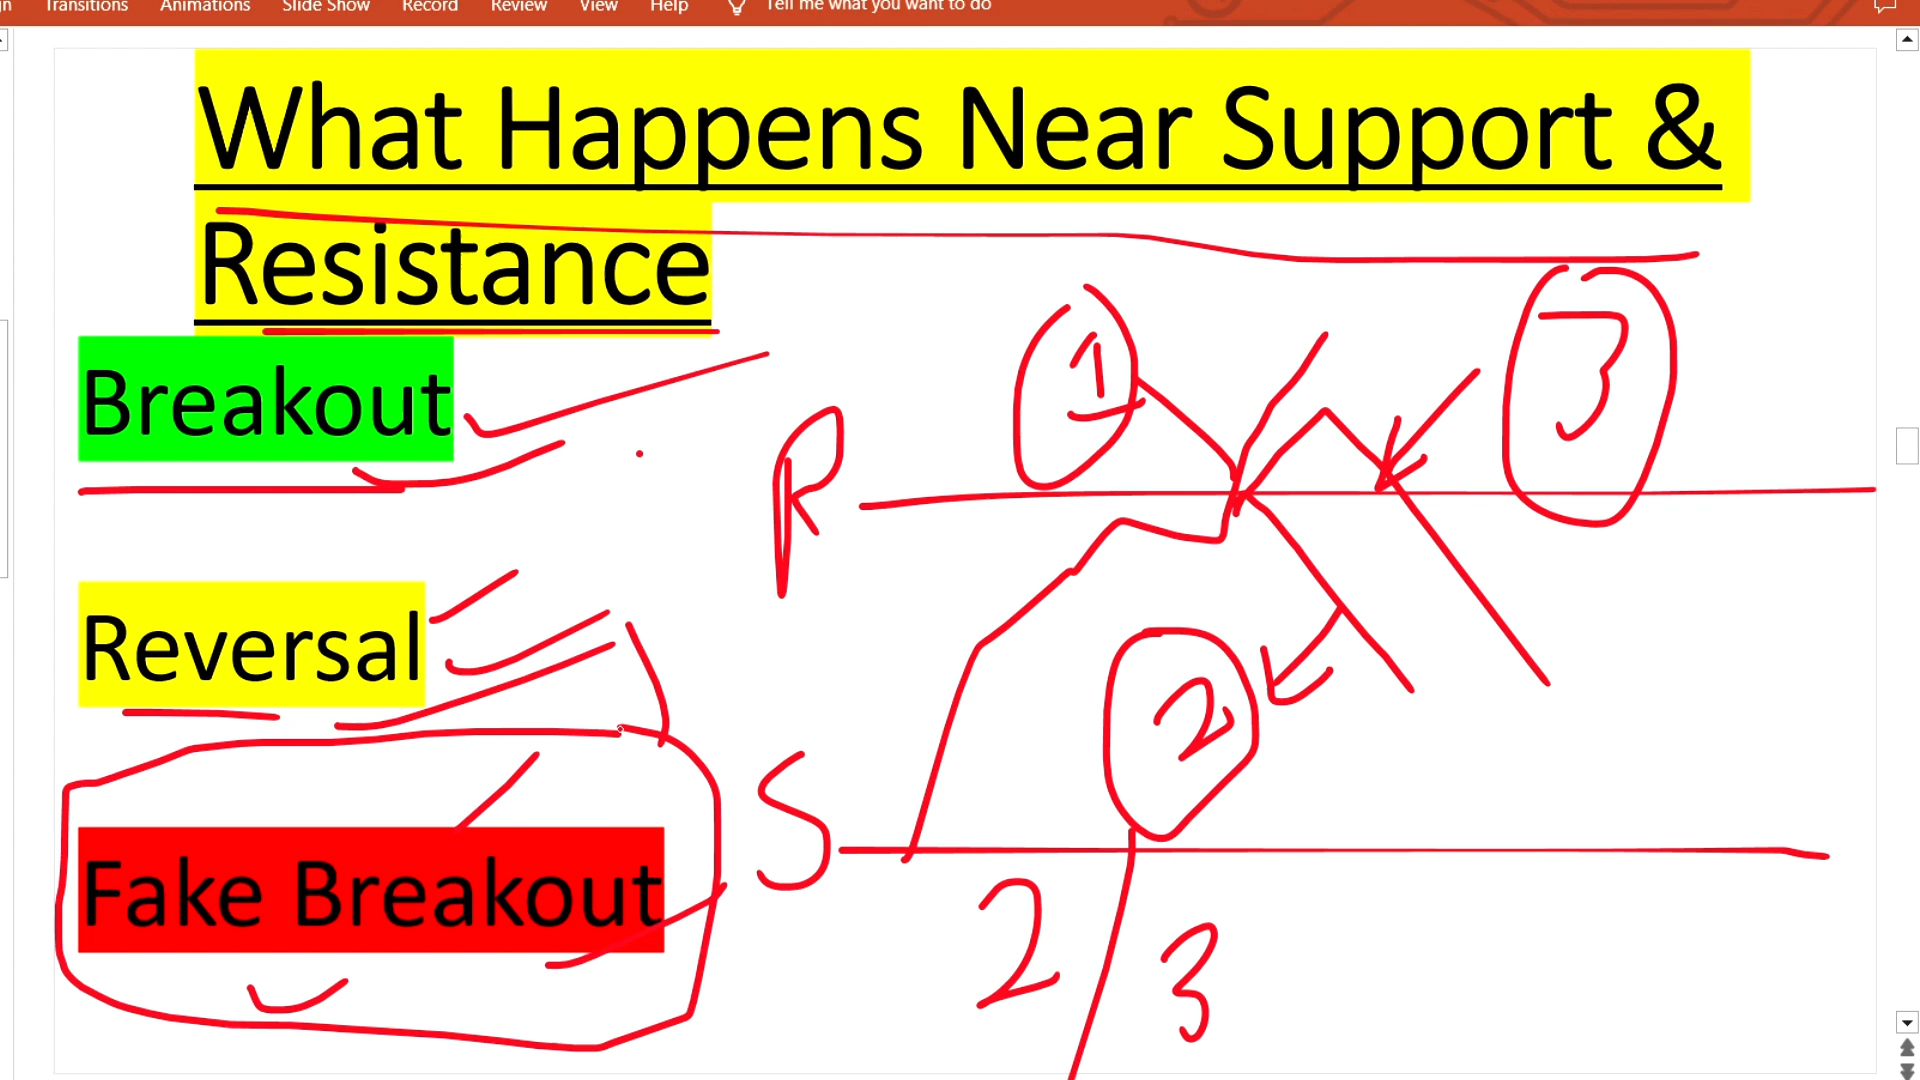 Transitions Animations Slide Show Record Review View Help Tell me what you want to do
What Happens Near Support &
Resistance
Breakout
1
3
R
Reversal
2
S
Fake Breakout
2
3